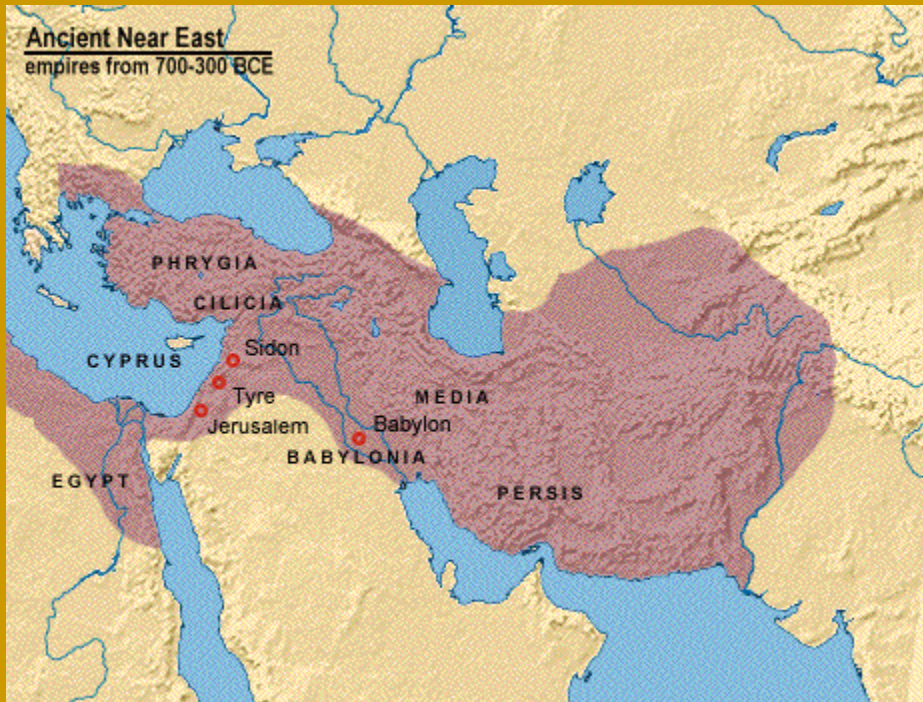 Ancient Near East
empires from 700-300 BCE
PHRYGIA
CILICIA
Sidon
CYPRUS
Tyre
MEDIA
Jerusalem
Babylon
BABYLONIA
EGYPT
PERSIS